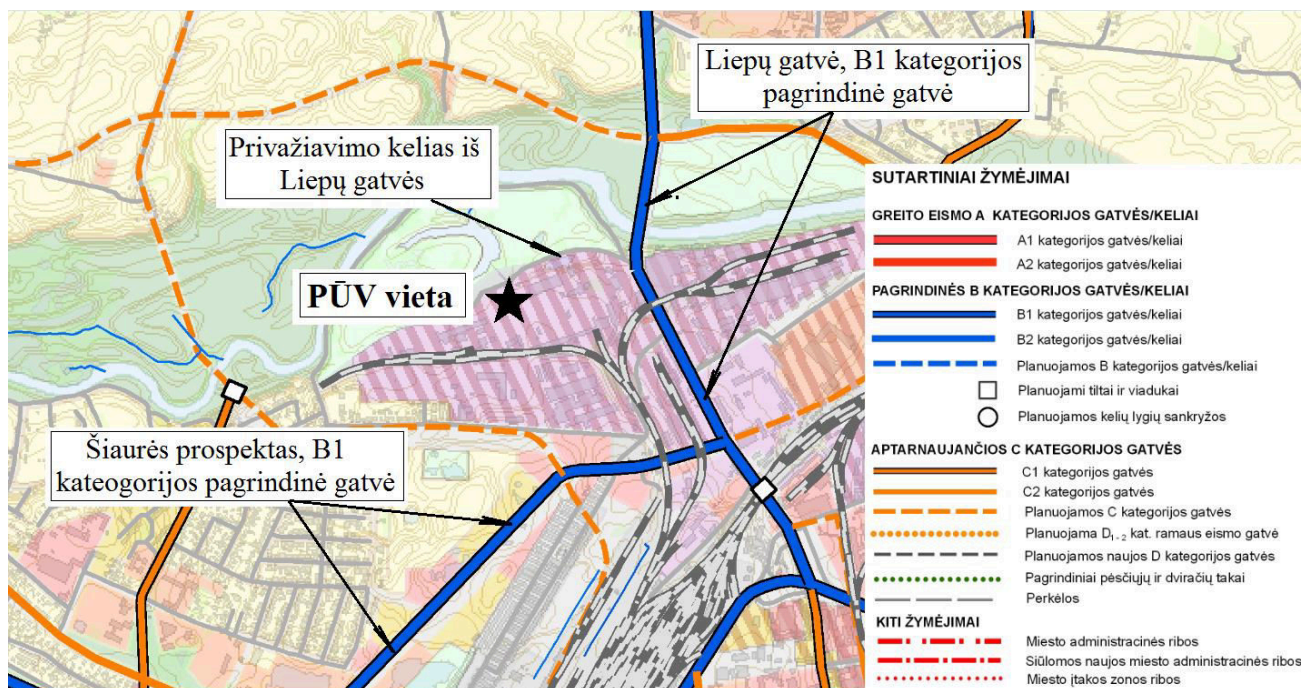 Liepų gatvė, B1 kategorijos
pagrindinė gatvė
Privažiavimo kelias iš
Liepų gatvės
PŪV vieta
Šiaurės prospektas, B1
kateogorijos pagrindinė gatvė
SUTARTINIAI ŽYMĖJIMAI
GREITO EISMO A KATEGORIJOS GATVĖS/KELIAI
A1 kategorijos gatvės/keliai
A2 kategorijos gatvės/keliai
PAGRINDINĖS B KATEGORIJOS GATVĖS/KELIAI
B1 kategorijos gatvės/keliai
B2 kategorijos gatvės/keliai
Planuojamos B kategorijos gatvės/keliai
Planuojami tiltai ir viadukai
Planuojamos kelių lygių sankryžos
APTARNAUJANČIOS C KATEGORIJOS GATVĖS
C1 kategorijos gatvės
C2 kategorijos gatvės
Planuojamos C kategorijos gatvės
Planuojama D1-2 kat. ramaus eismo gatvė
Planuojamos naujos D kategorijos gatvės
Pagrindiniai pėsčiųjų ir dviračių takai
Perkėlos
KITI ŽYMĖJIMAI
Miesto administracinės ribos
Siūlomos naujos miesto administracinės ribos
Miesto įtakos zonos ribos